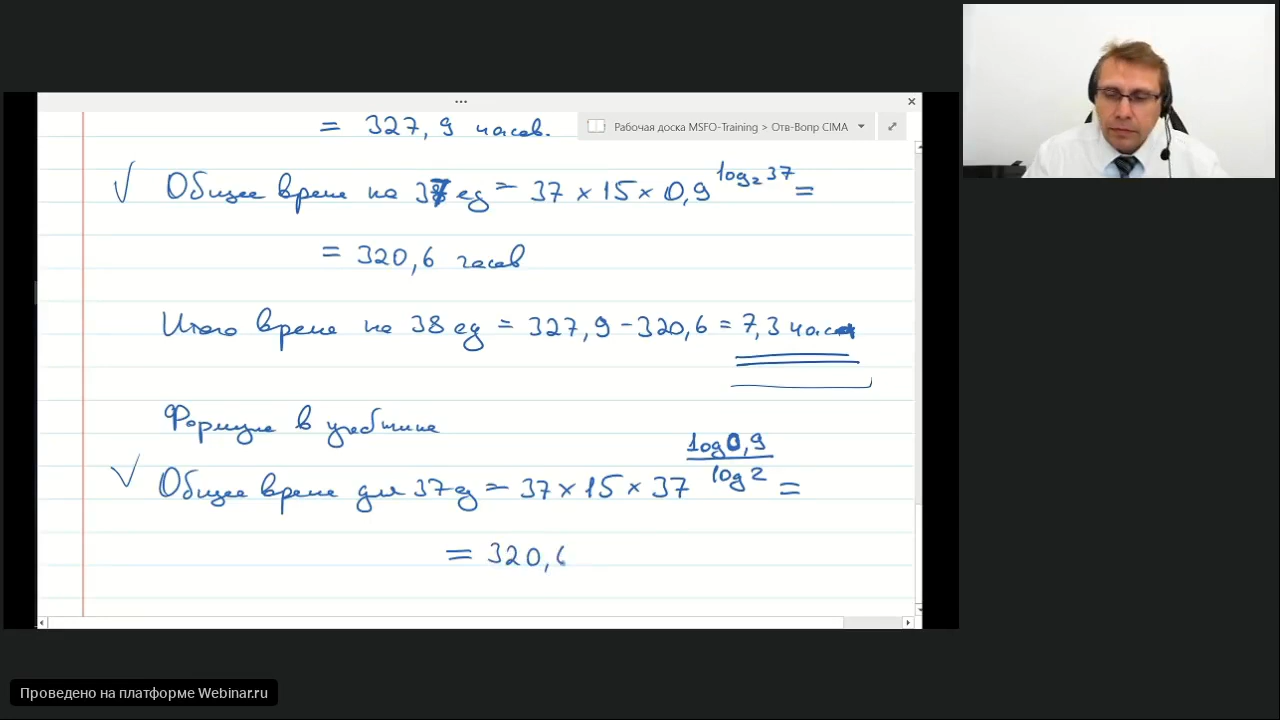 = 327,9 часов.
Рабочая доска MSFO-Training > Отв-Вопр CIMA
Общее время на 37 ед = 37 × 15 × 0,9^log₂37 =
= 320,6 часов
Итого время на 38 ед = 327,9 - 320,6 = 7,3 часа
Формула в учебнике
Общее время для 37 ед = 37 × 15 × 37^(log 0,9 / log 2) =
= 320,6
Проведено на платформе Webinar.ru